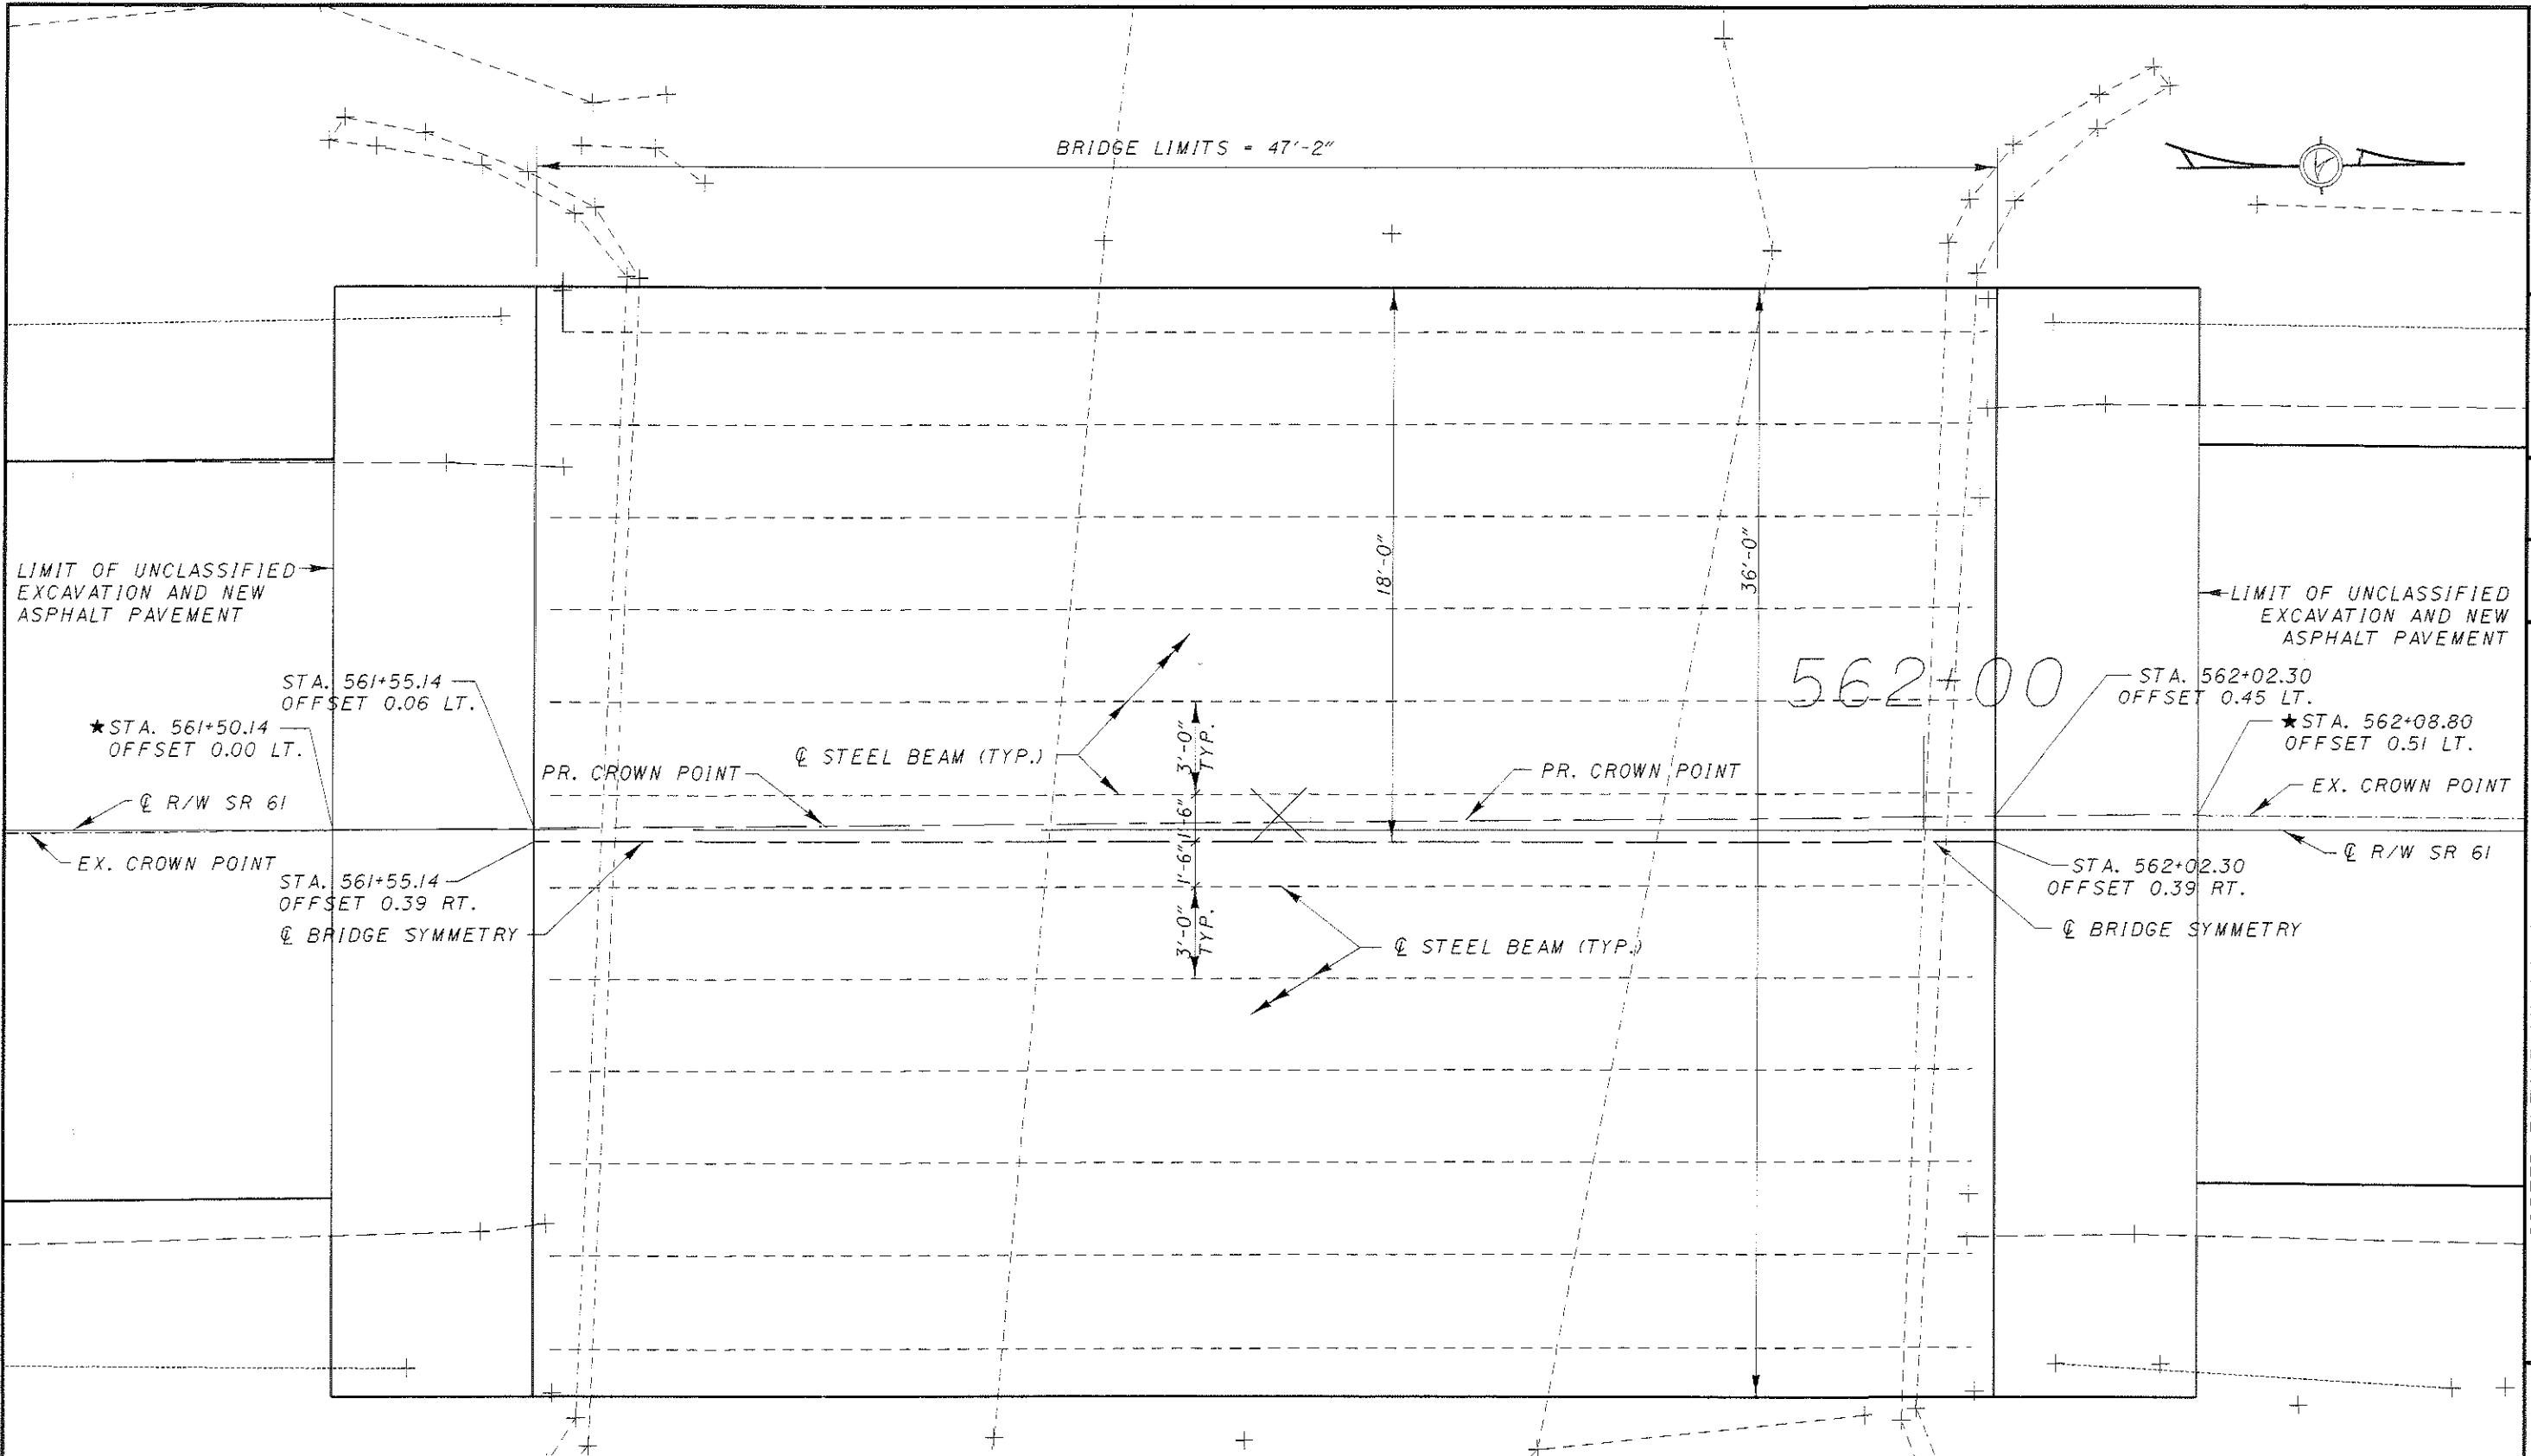 BRIDGE LIMITS = 47'-2"
18'-0"
36'-0"
LIMIT OF UNCLASSIFIED
EXCAVATION AND NEW
ASPHALT PAVEMENT
LIMIT OF UNCLASSIFIED
EXCAVATION AND NEW
ASPHALT PAVEMENT
562+00
STA. 561+55.14
OFFSET 0.06 LT.
★STA. 561+50.14
OFFSET 0.00 LT.
STA. 562+02.30
OFFSET 0.45 LT.
★STA. 562+08.80
OFFSET 0.51 LT.
3'-0"
TYP.
℄ STEEL BEAM (TYP.)
PR. CROWN POINT
PR. CROWN POINT
EX. CROWN POINT
℄ R/W SR 61
1'-6"
1'-6"
EX. CROWN POINT
℄ R/W SR 61
STA. 561+55.14
OFFSET 0.39 RT.
STA. 562+02.30
OFFSET 0.39 RT.
℄ BRIDGE SYMMETRY
3'-0"
TYP.
℄ STEEL BEAM (TYP.)
℄ BRIDGE SYMMETRY